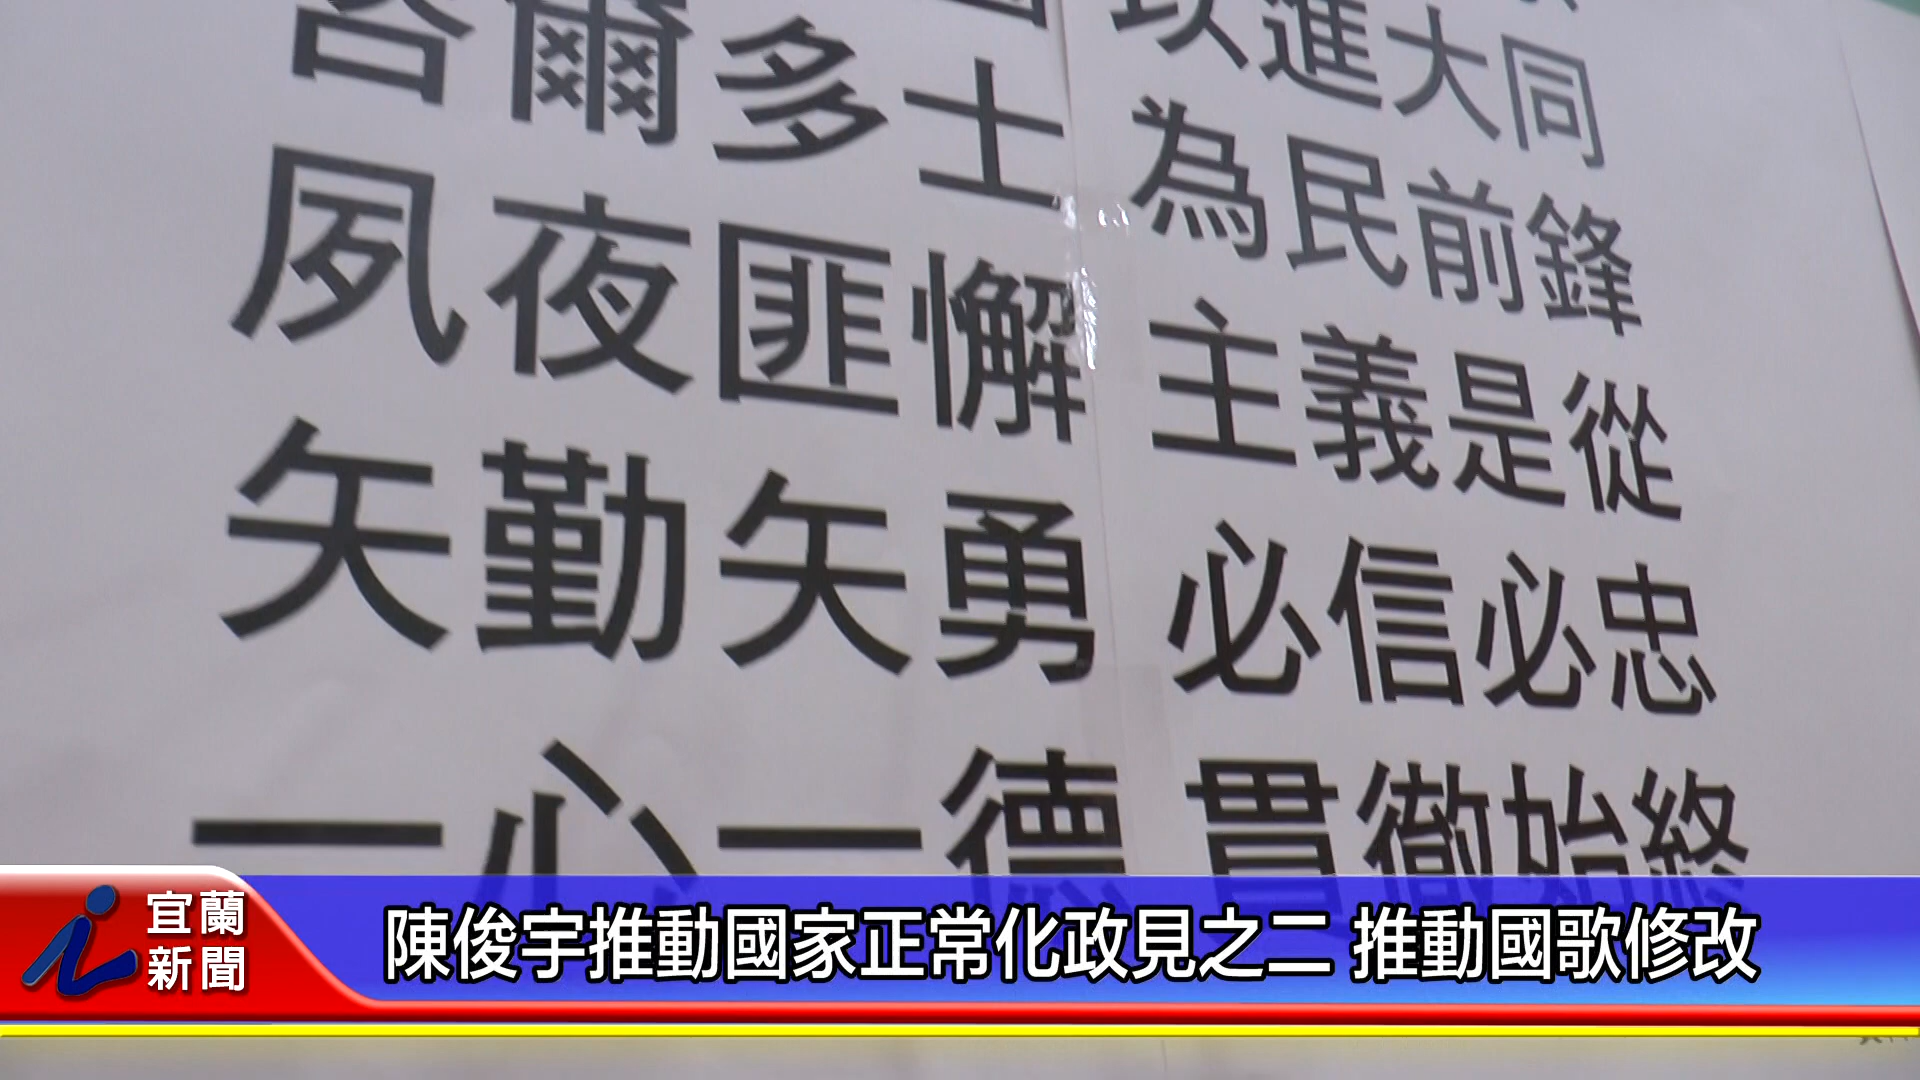 咨爾多士 為民前鋒
夙夜匪懈 主義是從
矢勤矢勇 必信必忠
一心一德 貫徹始終
以進大同
宜蘭
新聞
陳俊宇推動國家正常化政見之二 推動國歌修改